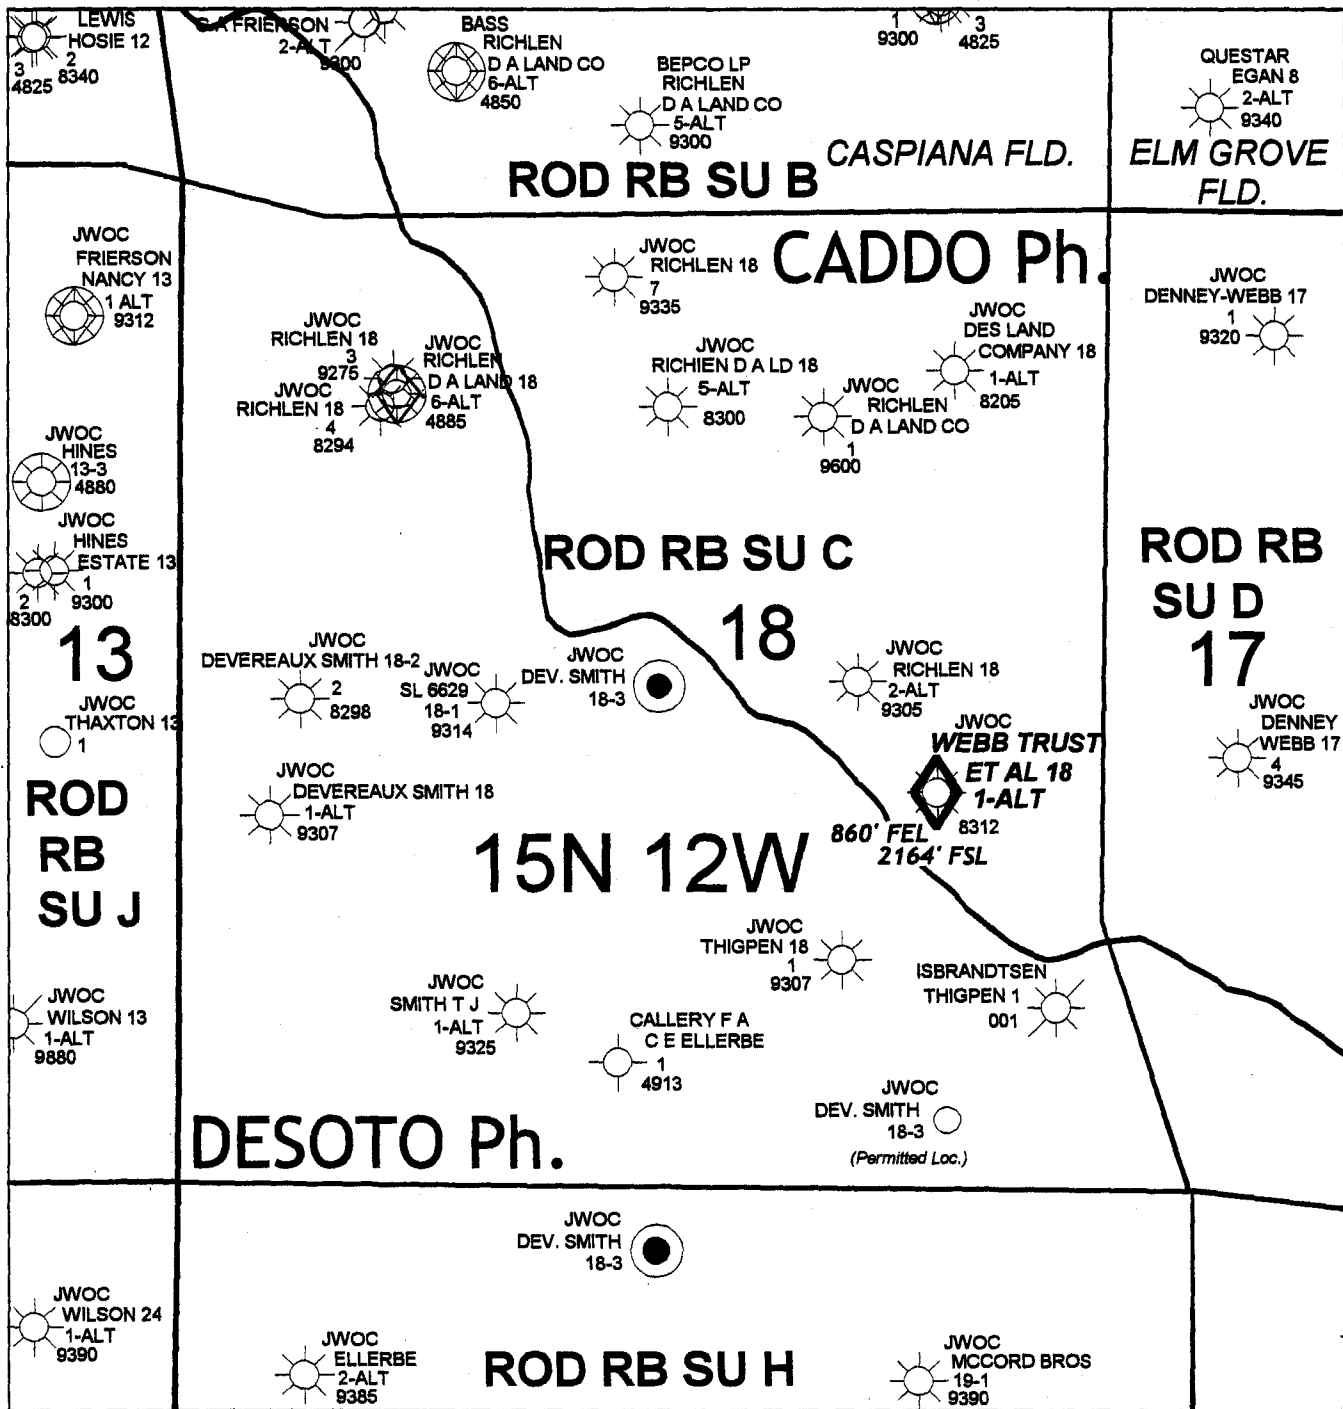 LEWIS
HOSIE 12
2
8340
3
4825
S A FRIERSON
2-ALT
9300
BASS
RICHLEN
D A LAND CO
6-ALT
4850
BEPCO LP
RICHLEN
D A LAND CO
5-ALT
9300
1
9300
3
4825
QUESTAR
EGAN 8
2-ALT
9340
CASPIANA FLD.
ELM GROVE
FLD.
ROD RB SU B
JWOC
FRIERSON
NANCY 13
1 ALT
9312
JWOC
RICHLEN 18
7
9335
CADDO Ph.
JWOC
DENNEY-WEBB 17
1
9320
JWOC
RICHLEN 18
3
9275
JWOC
RICHLEN
D A LAND 18
6-ALT
4885
JWOC
RICHLEN 18
4
8294
JWOC
RICHIEN D A LD 18
5-ALT
8300
JWOC
DES LAND
COMPANY 18
1-ALT
8205
JWOC
RICHLEN
D A LAND CO
1
9600
JWOC
HINES
13-3
4880
JWOC
HINES
ESTATE 13
1
9300
2
8300
13
ROD RB SU C
18
ROD RB
SU D
17
JWOC
DEVEREAUX SMITH 18-2
2
8298
JWOC
SL 6629
18-1
9314
JWOC
DEV. SMITH
18-3
JWOC
RICHLEN 18
2-ALT
9305
JWOC
THAXTON 13
1
JWOC
WEBB TRUST
ET AL 18
1-ALT
8312
860' FEL
2164' FSL
JWOC
DENNEY
WEBB 17
4
9345
JWOC
DEVEREAUX SMITH 18
1-ALT
9307
ROD
RB
SU J
15N 12W
JWOC
THIGPEN 18
1
9307
ISBRANDTSEN
THIGPEN 1
001
JWOC
WILSON 13
1-ALT
9880
JWOC
SMITH T J
1-ALT
9325
CALLERY F A
C E ELLERBE
1
4913
JWOC
DEV. SMITH
18-3
(Permitted Loc.)
DESOTO Ph.
JWOC
DEV. SMITH
18-3
JWOC
WILSON 24
1-ALT
9390
JWOC
ELLERBE
2-ALT
9385
ROD RB SU H
JWOC
MCCORD BROS
19-1
9390